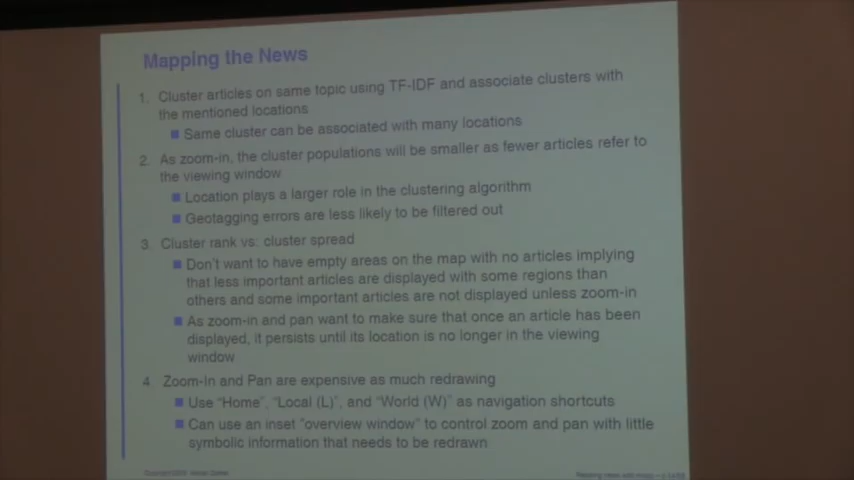 Mapping the News
1. Cluster articles on same topic using TF-IDF and associate clusters with
the mentioned locations
Same cluster can be associated with many locations
2. As zoom-in, the cluster populations will be smaller as fewer articles refer to
the viewing window
Location plays a larger role in the clustering algorithm
Geotagging errors are less likely to be filtered out
3. Cluster rank vs: cluster spread
Don't want to have empty areas on the map with no articles implying
that less important articles are displayed with some regions than
others and some important articles are not displayed unless zoom-in
As zoom-in and pan want to make sure that once an article has been
displayed, it persists until its location is no longer in the viewing
window
4. Zoom-In and Pan are expensive as much redrawing
Use "Home", "Local (L)", and "World (W)" as navigation shortcuts
Can use an inset "overview window" to control zoom and pan with little
symbolic information that needs to be redrawn